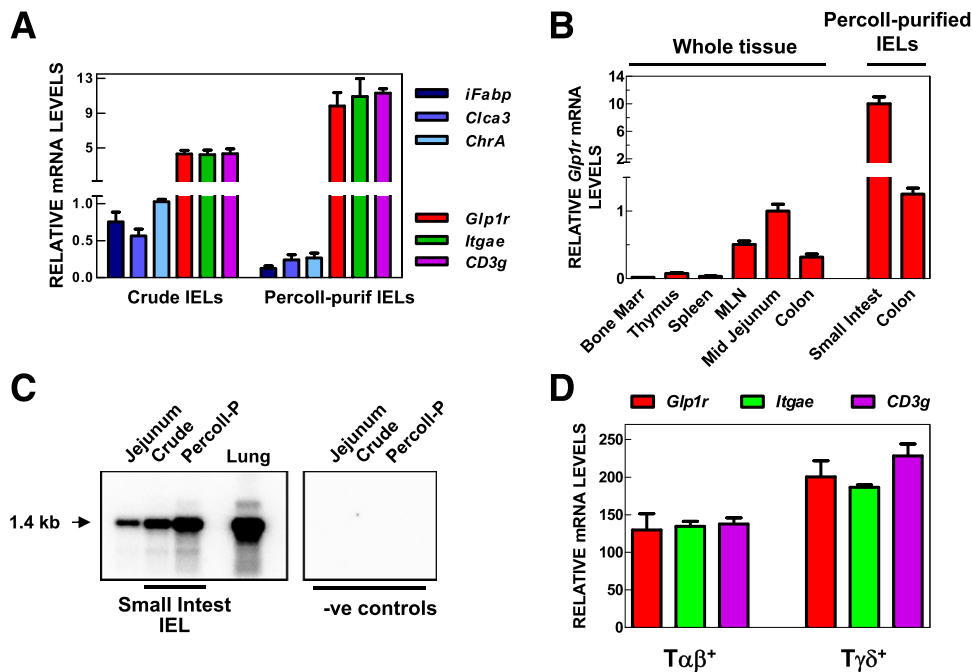 A
RELATIVE mRNA LEVELS
13
9
5
1.0
0.5
0.0
Crude IELs
Percoll-purif IELs
iFabp
Clca3
ChrA
Glp1r
Itgae
CD3g
B
Whole tissue
Percoll-purified
IELs
RELATIVE Glp1r mRNA
LEVELS
14
12
10
8
6
4
2
1
0
Bone Marr
Thymus
Spleen
MLN
Mid Jejunum
Colon
Small Intest
Colon
C
Jejunum
Crude
Percoll-P
Lung
Jejunum
Crude
Percoll-P
1.4 kb
Small Intest
IEL
-ve controls
D
Glp1r
Itgae
CD3g
RELATIVE mRNA LEVELS
250
200
150
100
50
0
Tαβ+
Tγδ+